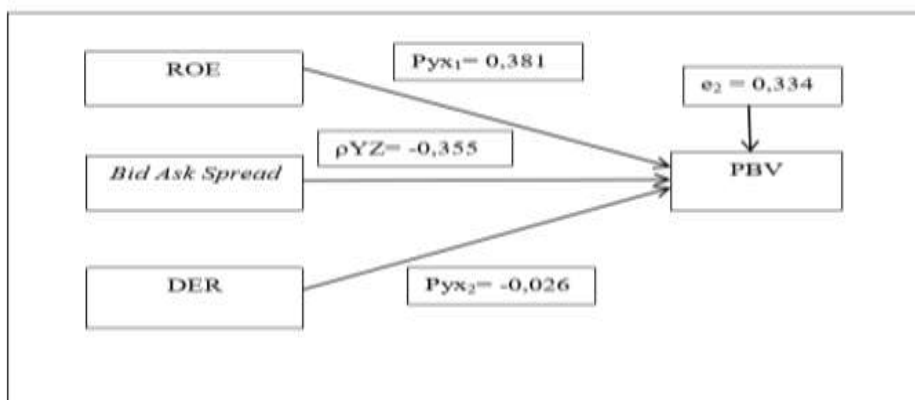 ROE
Pyx₁= 0,381
e₂ = 0,334
Bid Ask Spread
ρYZ= -0,355
PBV
DER
Pyx₂= -0,026